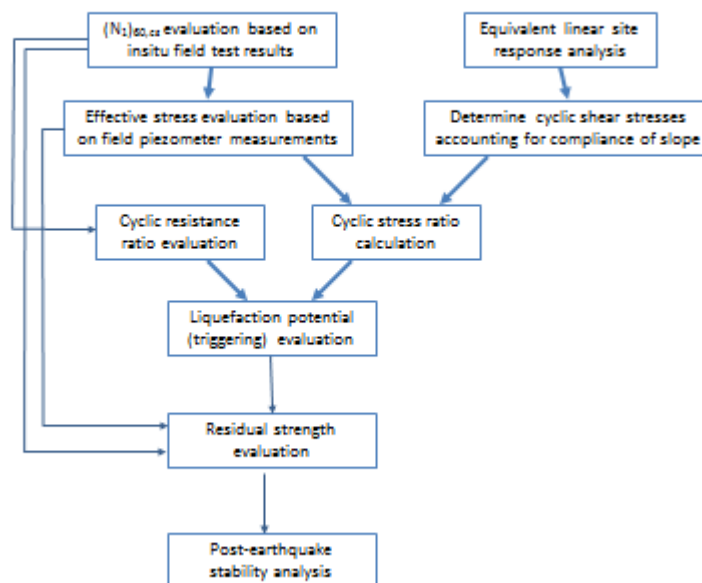 (N₁)₆₀,cs evaluation based on
insitu field test results
Equivalent linear site
response analysis
Effective stress evaluation based
on field piezometer measurements
Determine cyclic shear stresses
accounting for compliance of slope
Cyclic resistance
ratio evaluation
Cyclic stress ratio
calculation
Liquefaction potential
(triggering) evaluation
Residual strength
evaluation
Post-earthquake
stability analysis